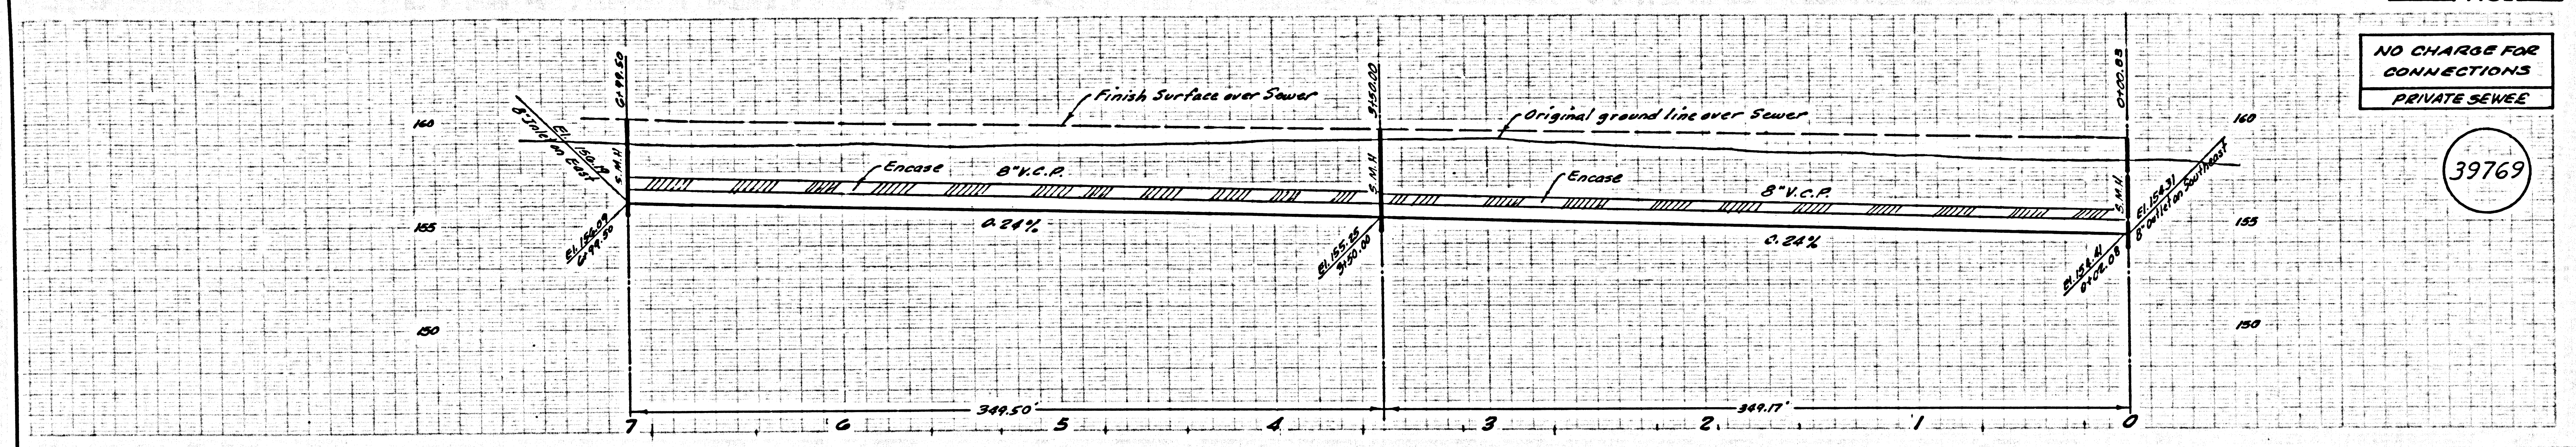 NO CHARGE FOR
CONNECTIONS
PRIVATE SEWEE
39769
6+99.50
3+50.00
0+00.83
Finish Surface over Sewer
Original ground line over Sewer
160
160
El. 156.19
8" Inlet on East
S.M.H
S.M.H
S.M.H.
Encase
8" V.C.P.
Encase
8" V.C.P.
El. 154.31
8" Outlet on Southeast
155
155
0.24%
0.24%
El. 156.09
6+99.50
El. 155.25
3+50.00
El. 154.41
0+02.08
150
150
349.50'
349.17'
7
6
5
4
3
2
1
0